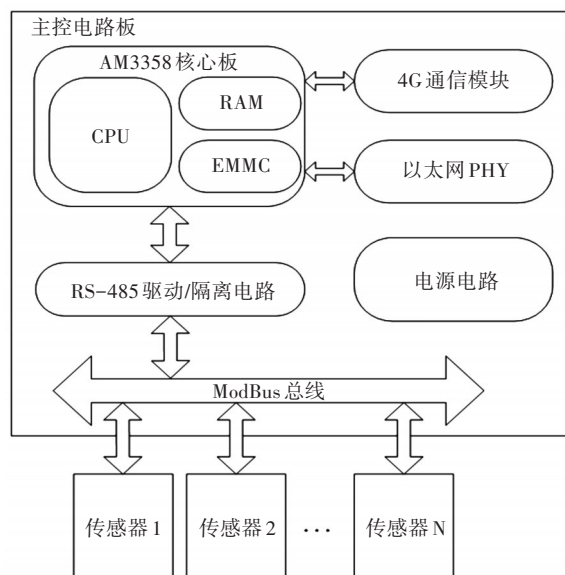 主控电路板
AM3358核心板
CPU
RAM
EMMC
4G通信模块
以太网PHY
RS-485驱动/隔离电路
电源电路
ModBus总线
传感器1
传感器2
...
传感器N